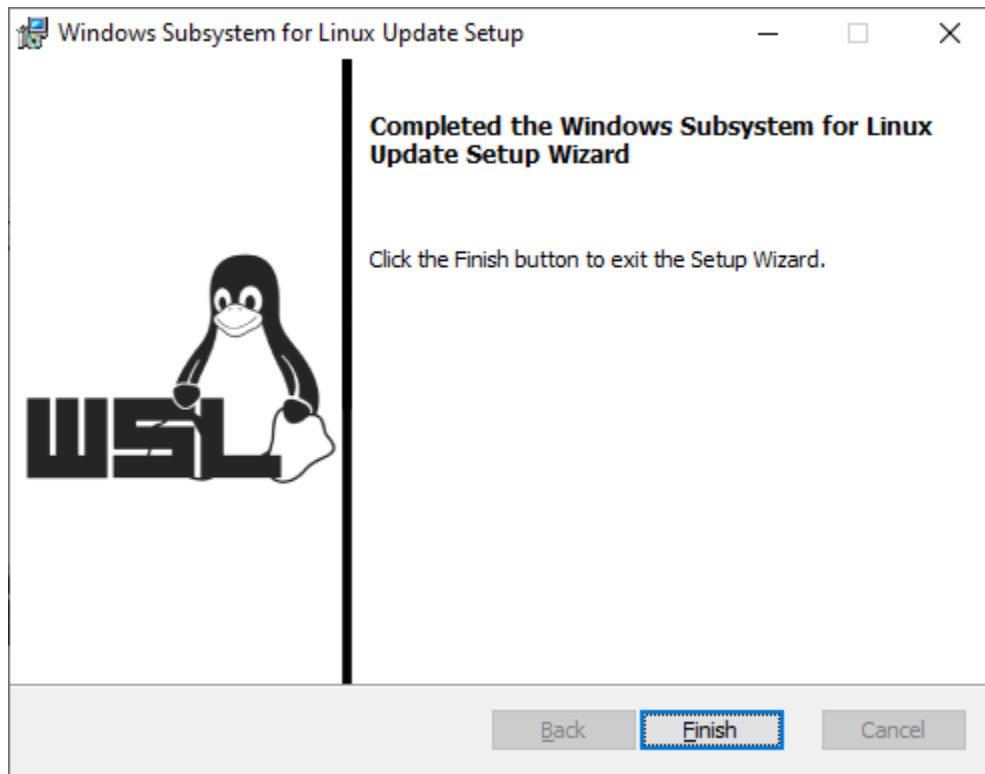 Windows Subsystem for Linux Update Setup
Completed the Windows Subsystem for Linux
Update Setup Wizard
Click the Finish button to exit the Setup Wizard.
WSL
Back
Finish
Cancel